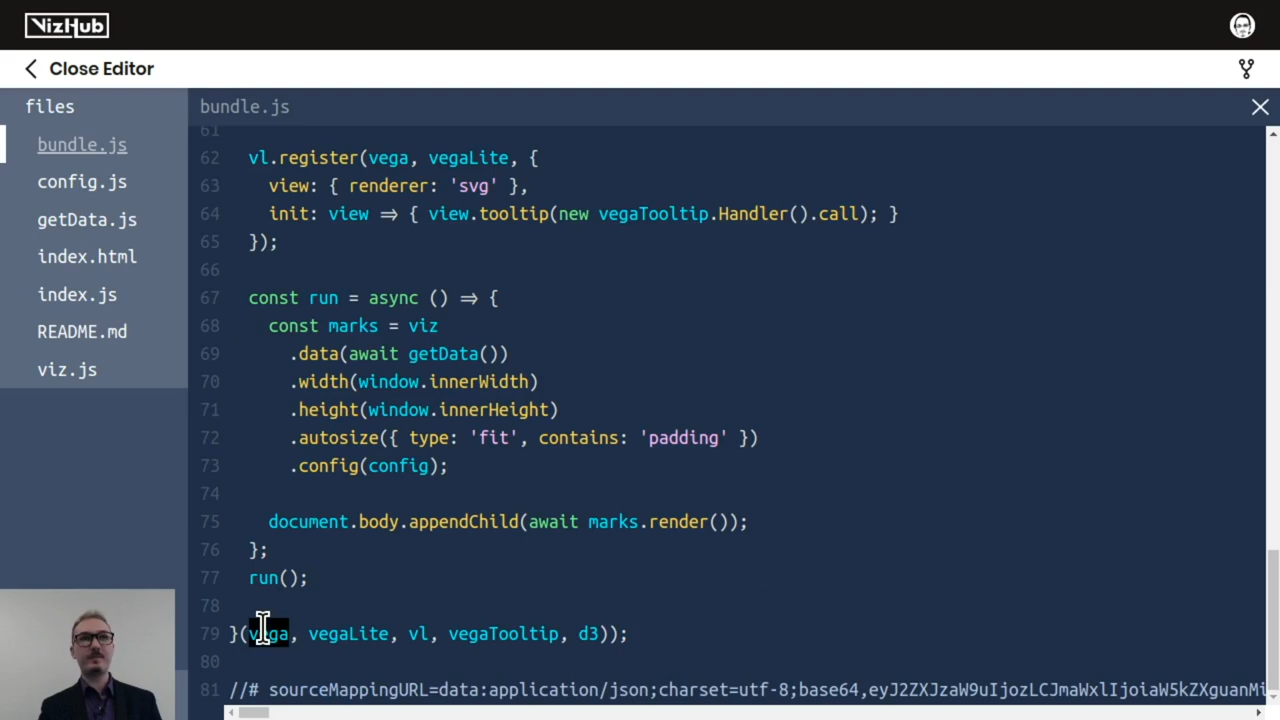 VizHub
Close Editor
files
bundle.js
config.js
getData.js
index.html
index.js
README.md
viz.js
bundle.js
61
62 vl.register(vega, vegaLite, {
63 view: { renderer: 'svg' },
64 init: view ⇒ { view.tooltip(new vegaTooltip.Handler().call); }
65 });
66
67 const run = async () ⇒ {
68 const marks = viz
69 .data(await getData())
70 .width(window.innerWidth)
71 .height(window.innerHeight)
72 .autosize({ type: 'fit', contains: 'padding' })
73 .config(config);
74
75 document.body.appendChild(await marks.render());
76 };
77 run();
78
79 }(vega, vegaLite, vl, vegaTooltip, d3));
80
81 //# sourceMappingURL=data:application/json;charset=utf-8;base64,eyJ2ZXJzaW9uIjozLCJmaWxlIjoiaW5kZXguanMi